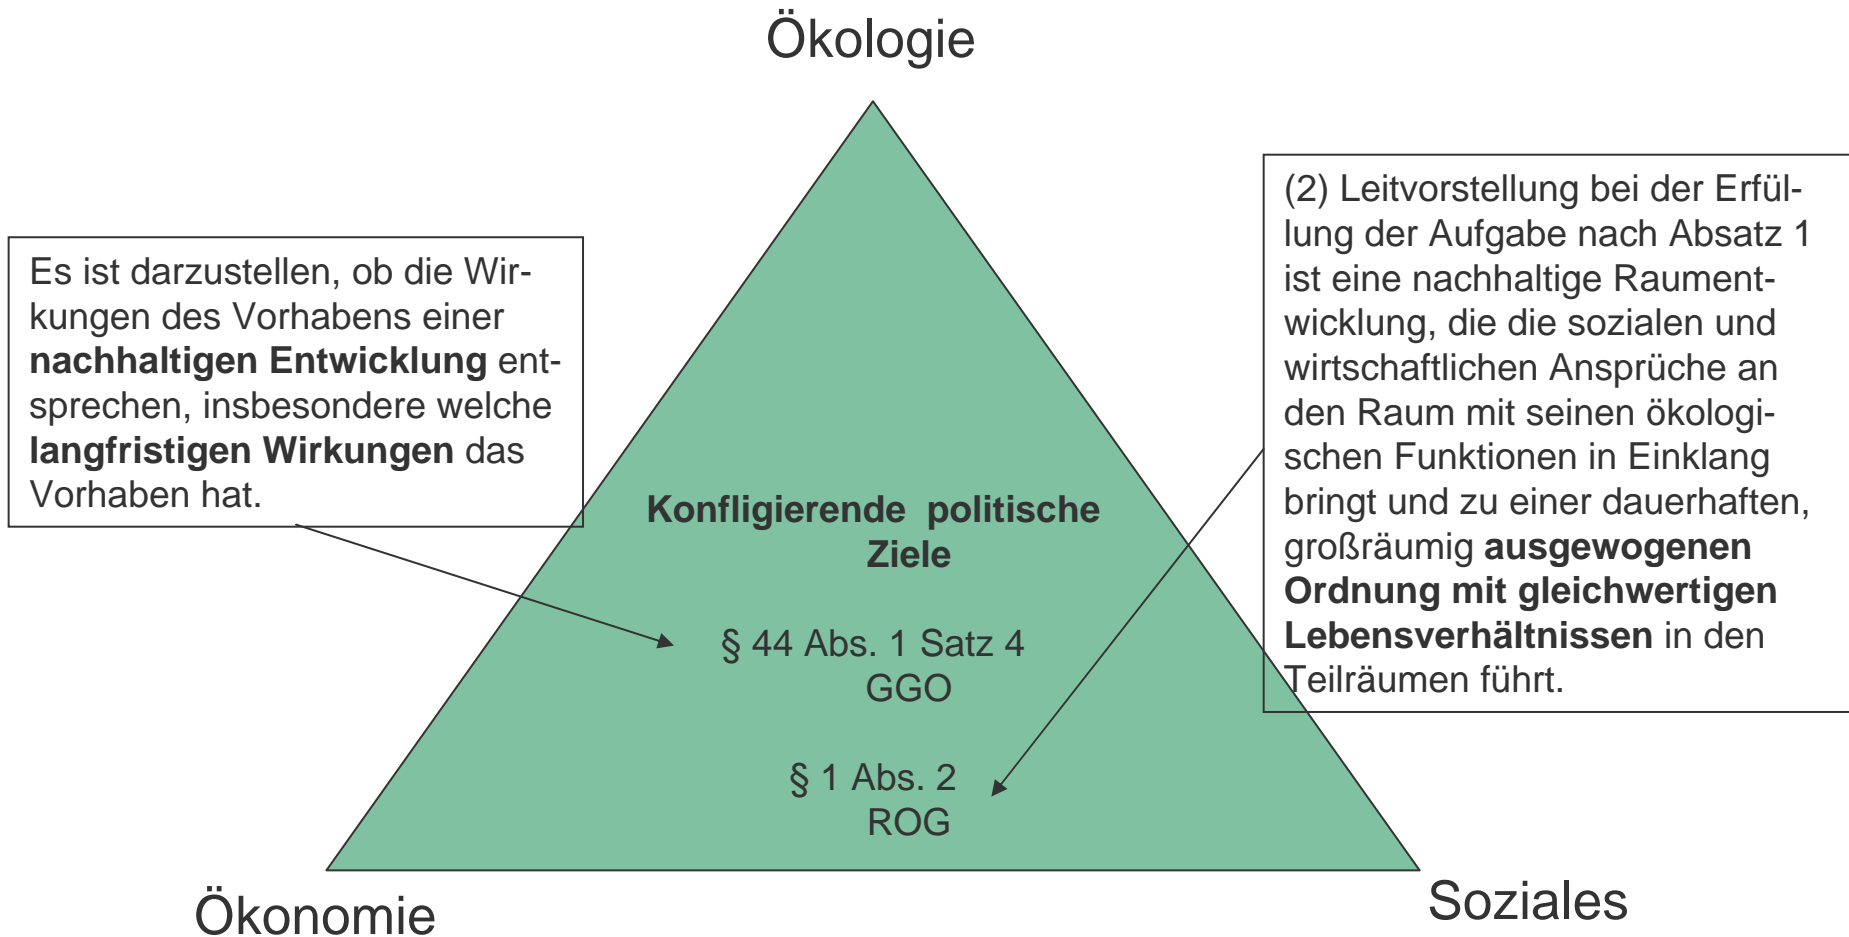 Ökologie
Es ist darzustellen, ob die Wir-
kungen des Vorhabens einer
nachhaltigen Entwicklung ent-
sprechen, insbesondere welche
langfristigen Wirkungen das
Vorhaben hat.
(2) Leitvorstellung bei der Erfül-
lung der Aufgabe nach Absatz 1
ist eine nachhaltige Raument-
wicklung, die die sozialen und
wirtschaftlichen Ansprüche an
den Raum mit seinen ökologi-
schen Funktionen in Einklang
bringt und zu einer dauerhaften,
großräumig ausgewogenen
Ordnung mit gleichwertigen
Lebensverhältnissen in den
Teilräumen führt.
Konfligierende politische
Ziele
§ 44 Abs. 1 Satz 4
GGO
§ 1 Abs. 2
ROG
Ökonomie
Soziales